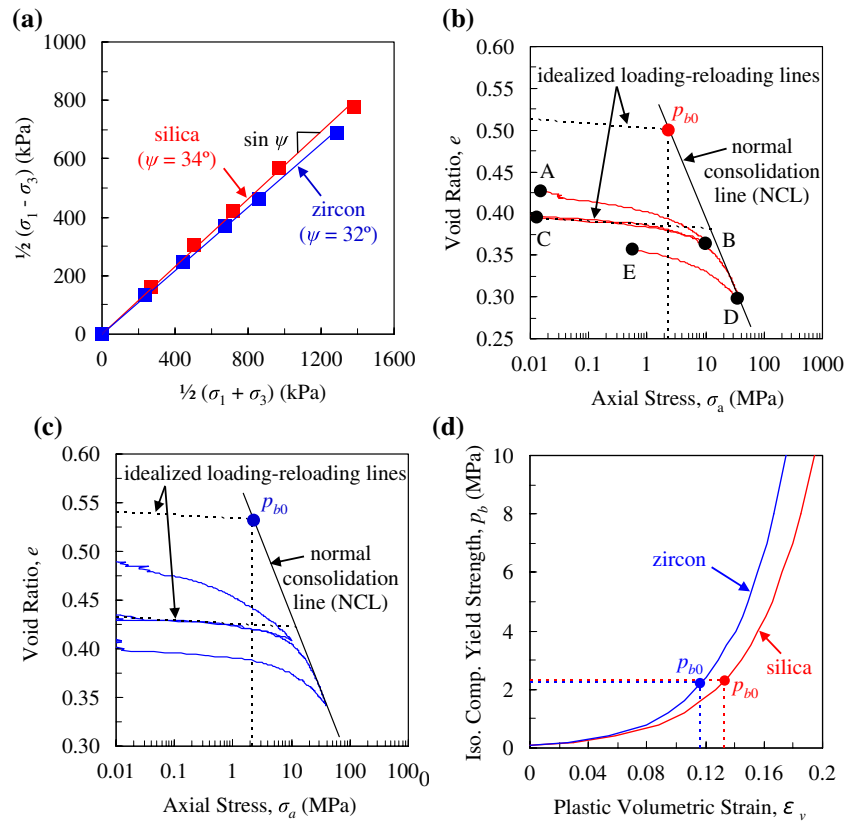 (a)
1000
800
600
400
200
0
½ (σ1 - σ3) (kPa)
silica
(ψ = 34º)
sin ψ
zircon
(ψ = 32º)
0 400 800 1200 1600
½ (σ1 + σ3) (kPa)
(b)
0.60
0.55
0.50
0.45
0.40
0.35
0.30
0.25
Void Ratio, e
idealized loading-reloading lines
pb0
normal
consolidation
line (NCL)
A
C
B
E
D
0.01 0.1 1 10 100 1000
Axial Stress, σa (MPa)
(c)
0.60
0.55
0.50
0.45
0.40
0.35
0.30
Void Ratio, e
idealized loading-reloading lines
pb0
normal
consolidation
line (NCL)
0.01 0.1 1 10 100 1000
Axial Stress, σa (MPa)
(d)
10
8
6
4
2
0
Iso. Comp. Yield Strength, pb (MPa)
zircon
pb0
pb0
silica
0 0.04 0.08 0.12 0.16 0.2
Plastic Volumetric Strain, εv